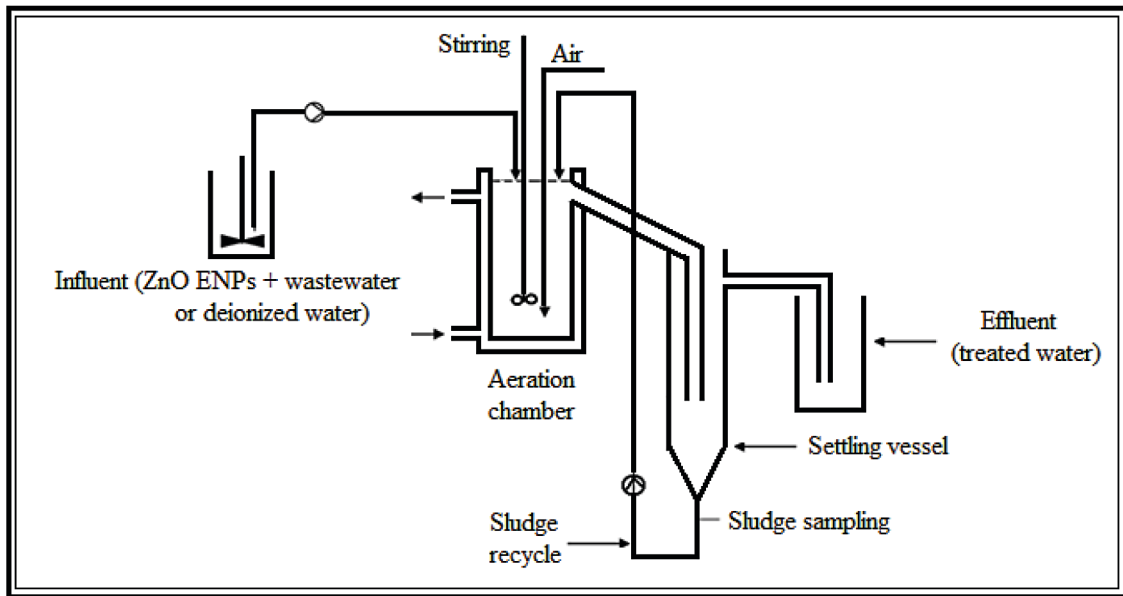 Stirring
Air
Influent (ZnO ENPs + wastewater
or deionized water)
Aeration
chamber
Effluent
(treated water)
Settling vessel
Sludge sampling
Sludge
recycle